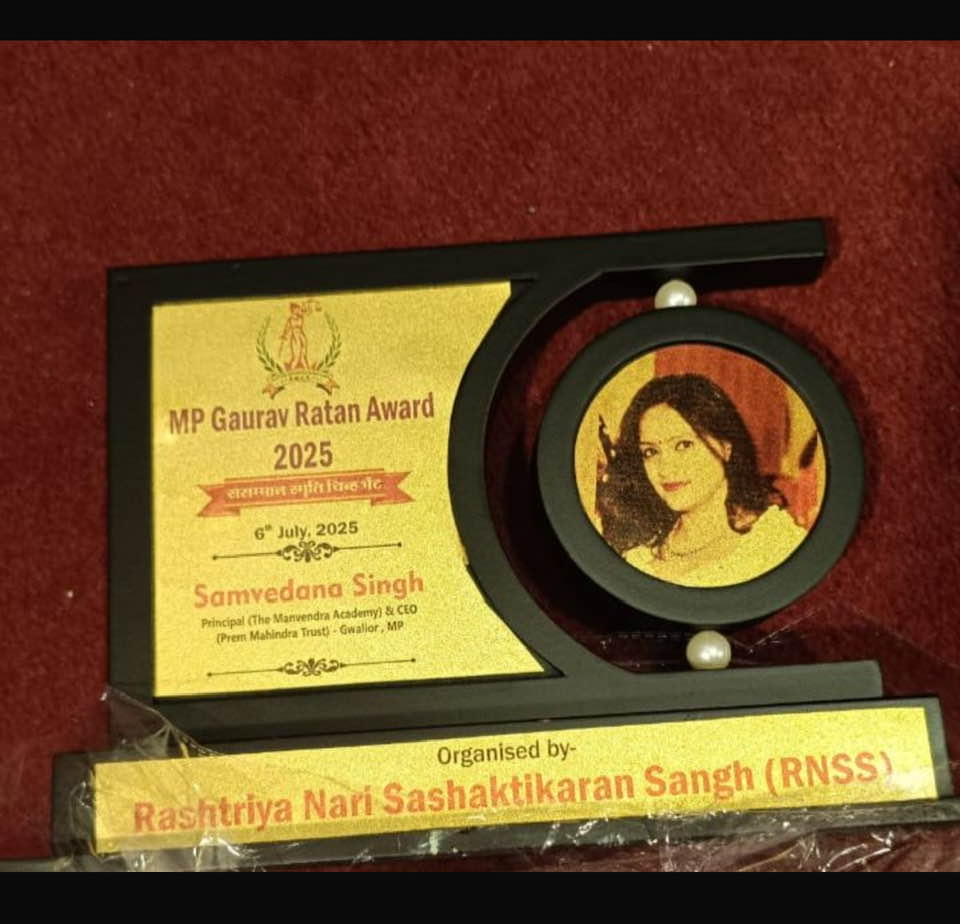 MP Gaurav Ratan Award
2025
ससम्मान स्मृति चिन्ह भेंट
6th July, 2025
Samvedana Singh
Principal (The Manvendra Academy) & CEO
(Prem Mahindra Trust) - Gwalior , MP
Organised by-
Rashtriya Nari Sashaktikaran Sangh (RNSS)